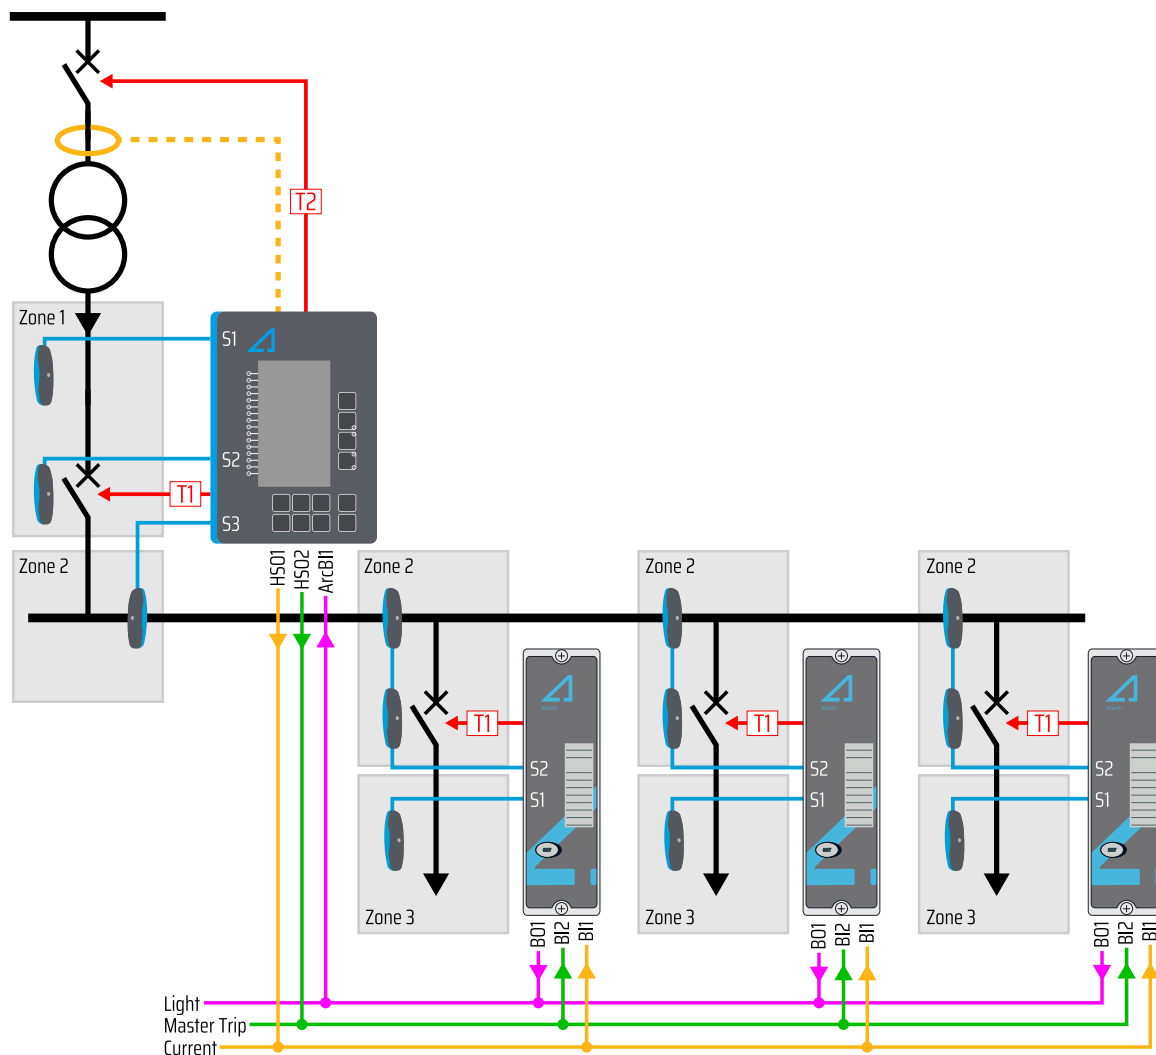 T2
Zone 1
S1
S2
T1
S3
Zone 2
HSO1
HSO2
ArcBI1
Zone 2
Zone 2
Zone 2
T1
T1
T1
S2
S2
S2
S1
S1
S1
Zone 3
Zone 3
Zone 3
BO1
BI2
BI1
BO1
BI2
BI1
BO1
BI2
BI1
Light
Master Trip
Current